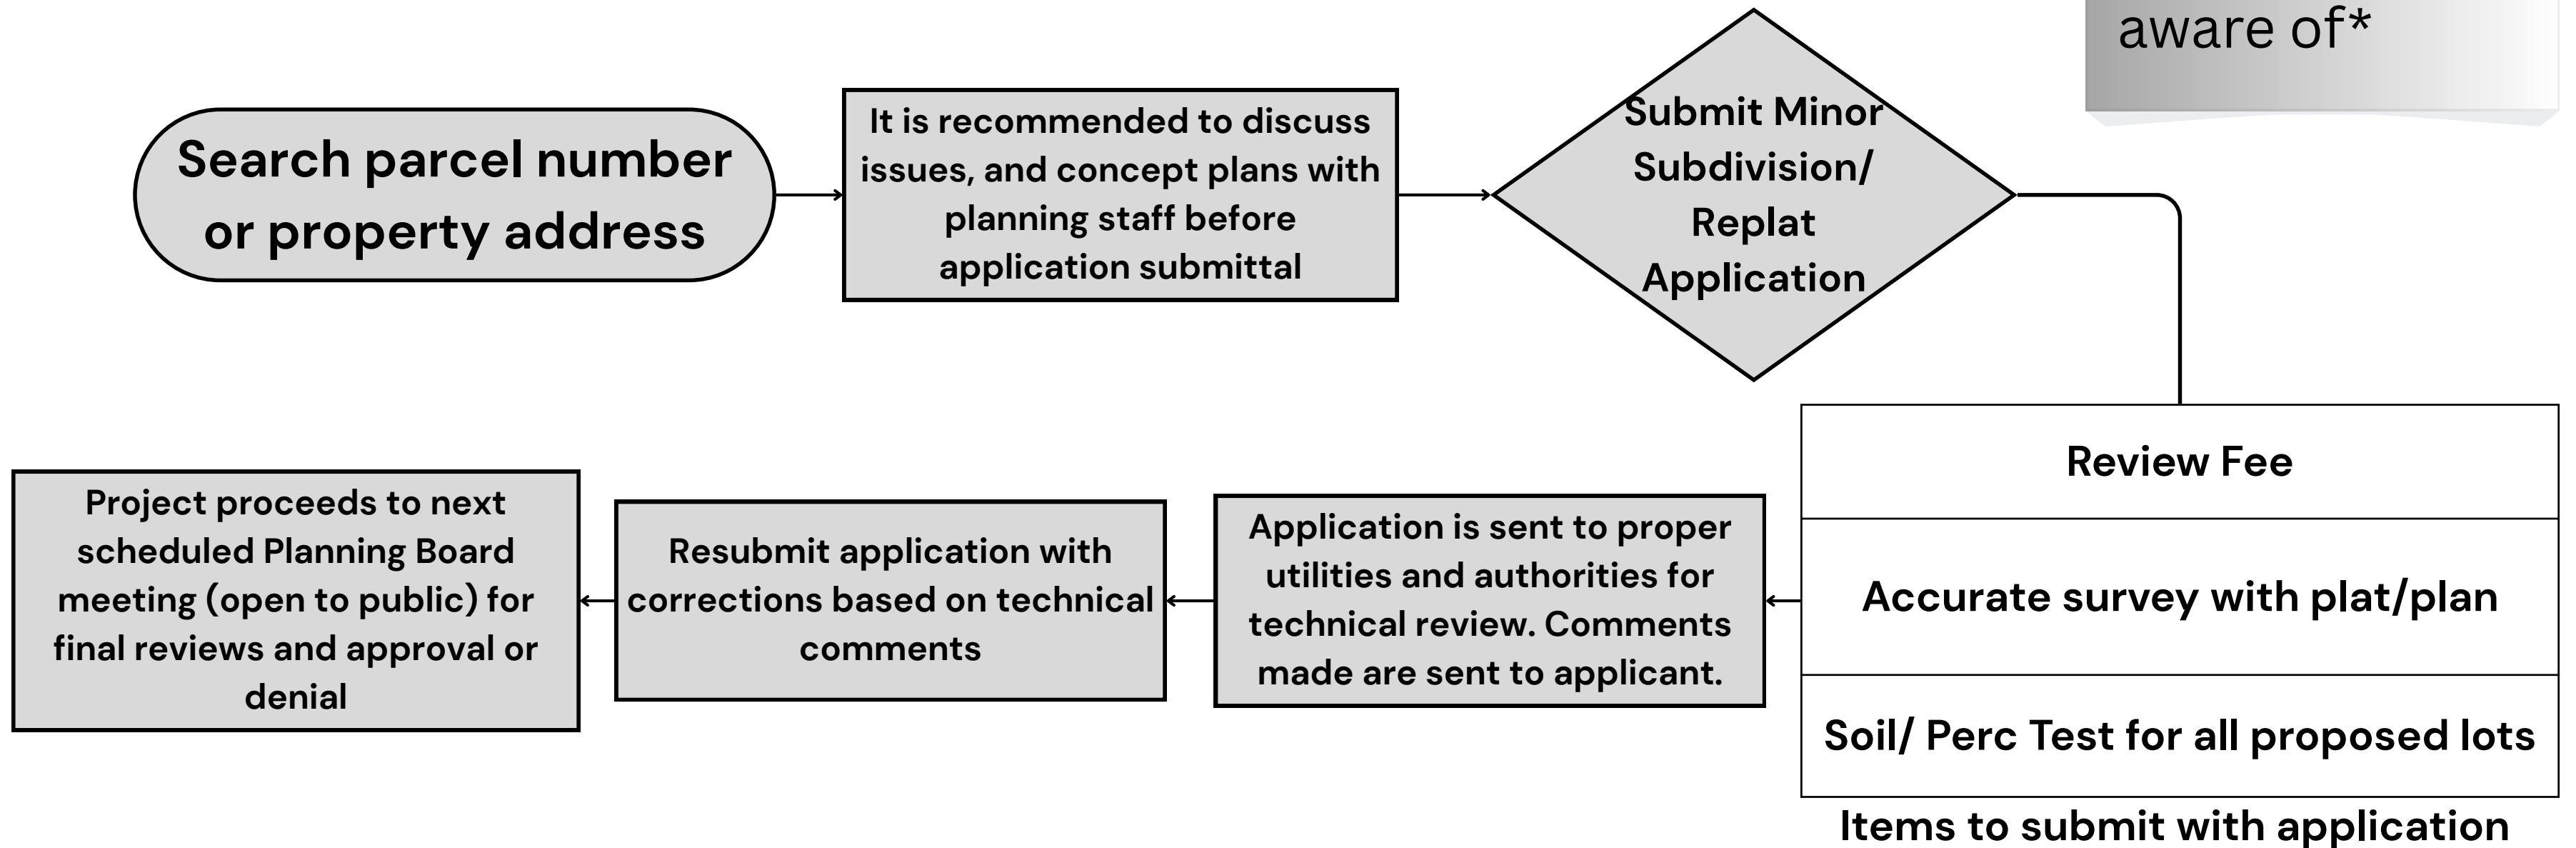 aware of*
Search parcel number
or property address
It is recommended to discuss
issues, and concept plans with
planning staff before
application submittal
Submit Minor
Subdivision/
Replat
Application
Review Fee
Accurate survey with plat/plan
Soil/ Perc Test for all proposed lots
Items to submit with application
Application is sent to proper
utilities and authorities for
technical review. Comments
made are sent to applicant.
Resubmit application with
corrections based on technical
comments
Project proceeds to next
scheduled Planning Board
meeting (open to public) for
final reviews and approval or
denial